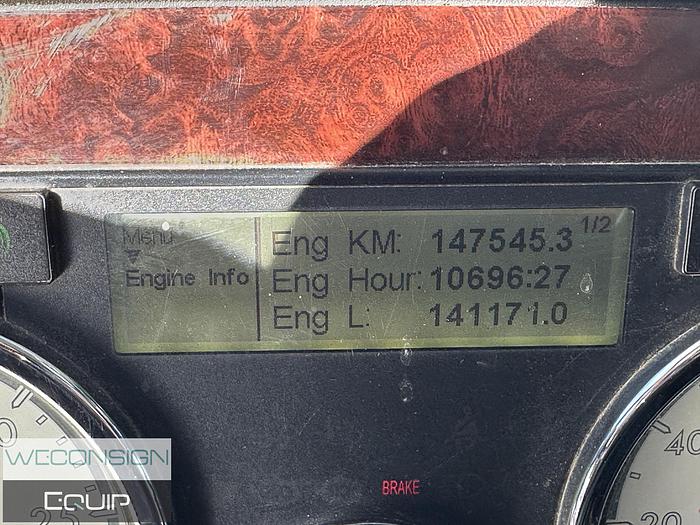 Menu
Engine Info
1/2
Eng KM: 147545.3
Eng Hour: 10696:27
Eng L: 141171.0
BRAKE
40
WECONSIGN
EQUIP